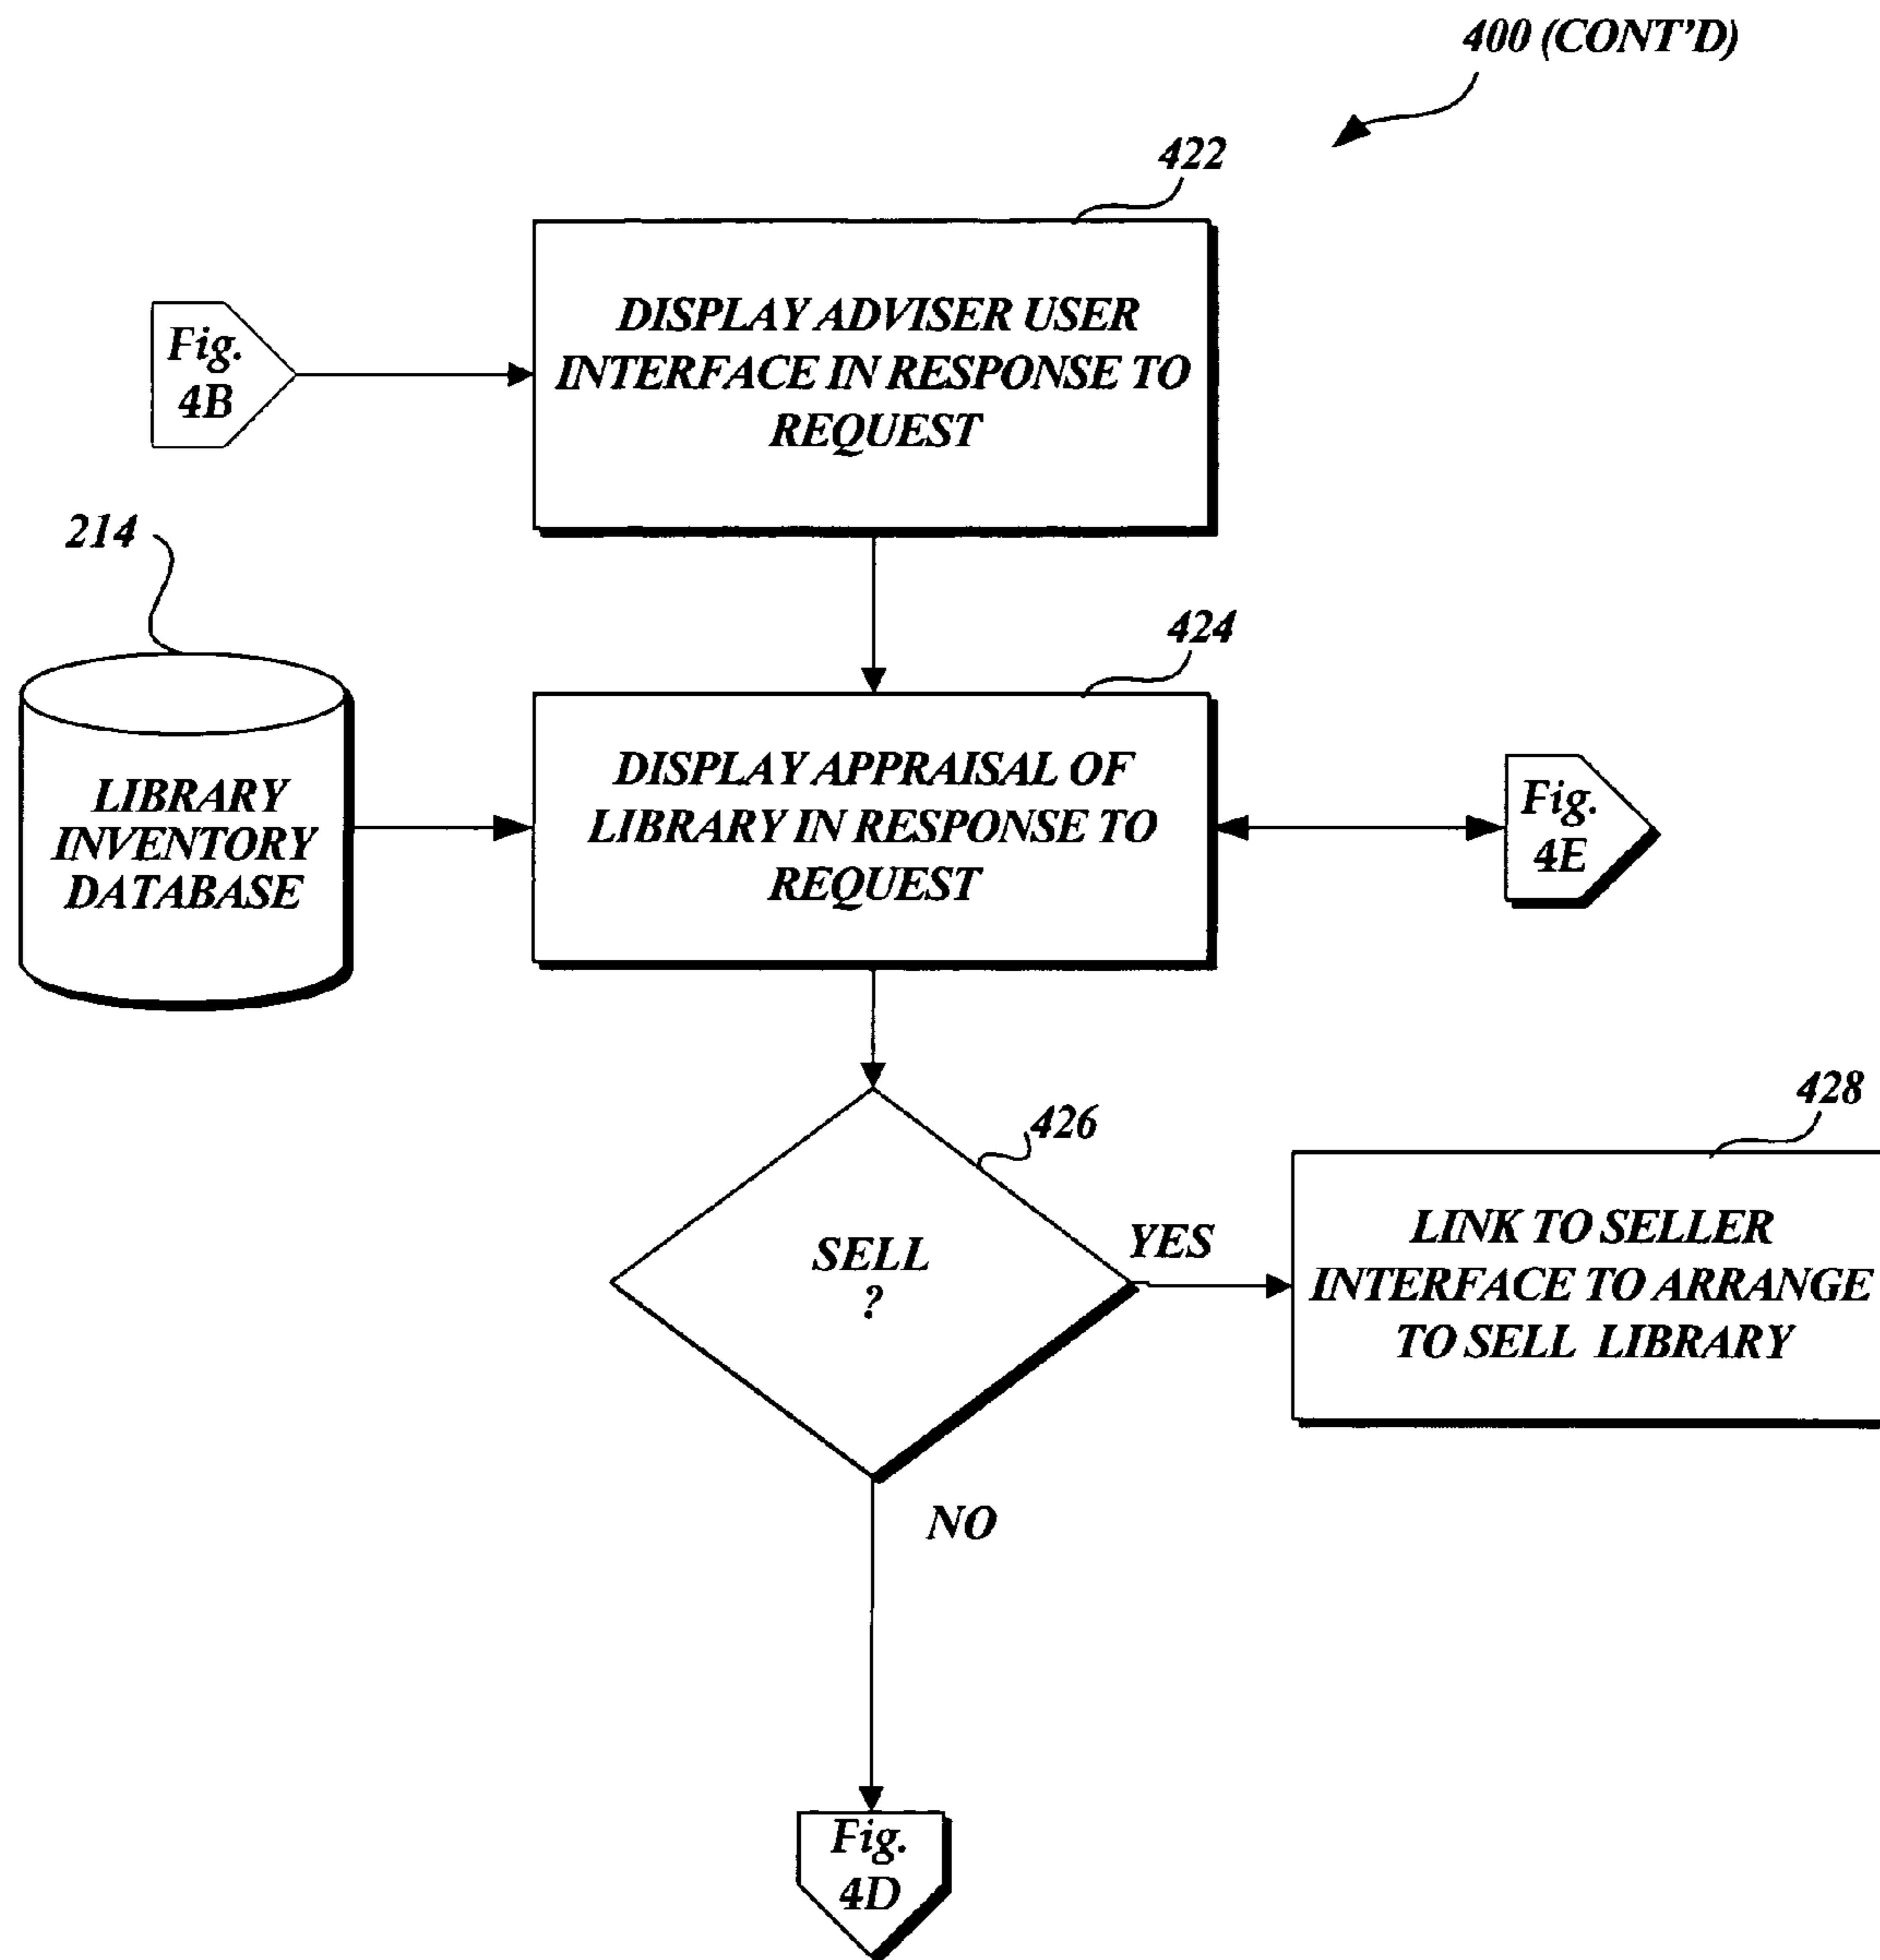 400 (CONT'D)
422
Fig.
4B
DISPLAY ADVISER USER
INTERFACE IN RESPONSE TO
REQUEST
214
424
LIBRARY
INVENTORY
DATABASE
DISPLAY APPRAISAL OF
LIBRARY IN RESPONSE TO
REQUEST
Fig.
4E
426
428
SELL
?
YES
LINK TO SELLER
INTERFACE TO ARRANGE
TO SELL LIBRARY
NO
Fig.
4D